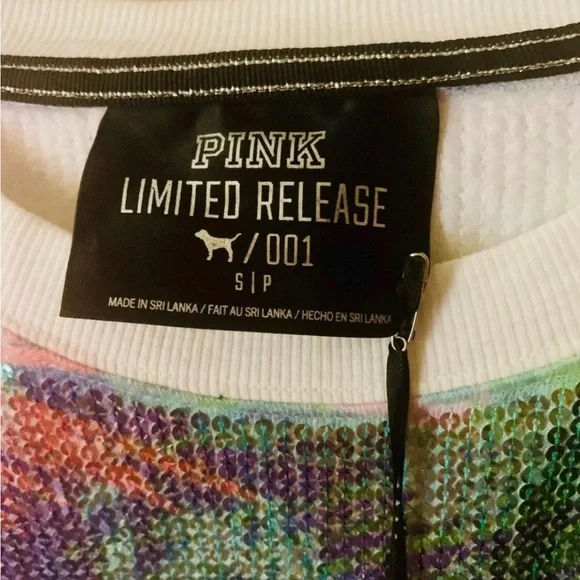 PINK
LIMITED RELEASE
/001
S|P
MADE IN SRI LANKA / FAIT AU SRI LANKA / HECHO EN SRI LANKA